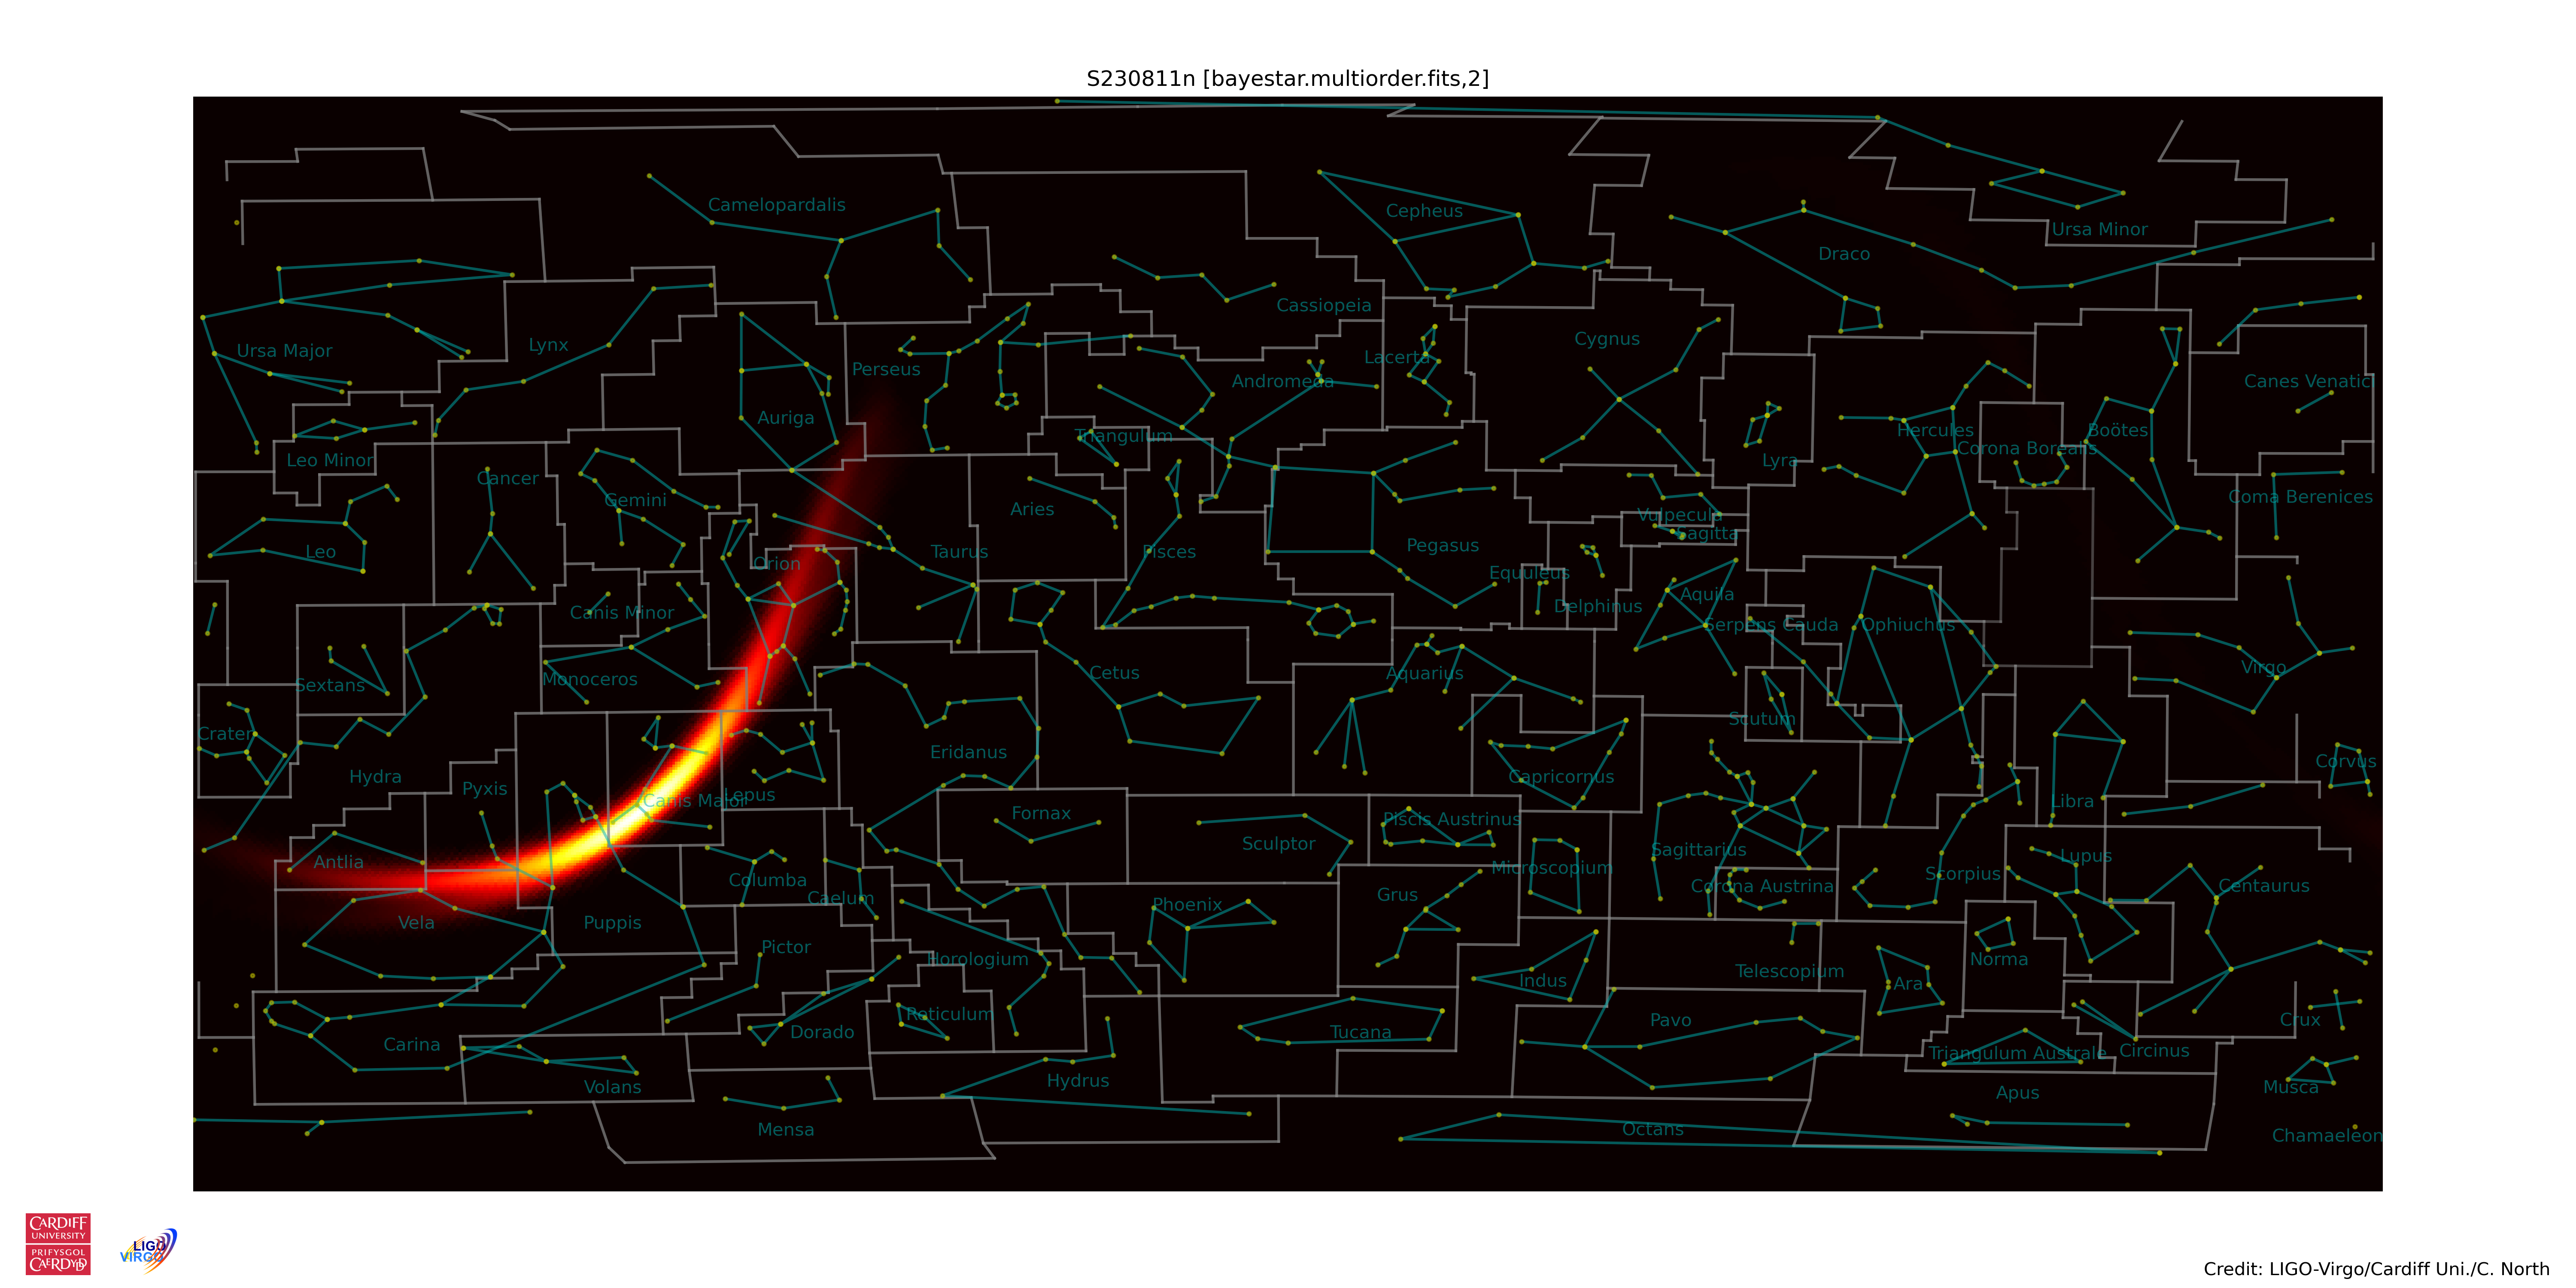 S230811n [bayestar.multiorder.fits,2]
Camelopardalis
Cepheus
Ursa Minor
Draco
Cassiopeia
Ursa Major
Lynx
Cygnus
Perseus
Lacerta
Andromeda
Canes Venatici
Auriga
Triangulum
Hercules
Boötes
Corona Borealis
Leo Minor
Lyra
Cancer
Gemini
Coma Berenices
Aries
Vulpecula
Sagitta
Leo
Taurus
Pisces
Pegasus
Orion
Equuleus
Canis Minor
Delphinus
Aquila
Serpens Cauda
Ophiuchus
Sextans
Monoceros
Cetus
Aquarius
Virgo
Crater
Scutum
Eridanus
Hydra
Pyxis
Capricornus
Corvus
Canis Major
Lepus
Libra
Fornax
Piscis Austrinus
Sculptor
Antlia
Sagittarius
Lupus
Microscopium
Scorpius
Columba
Caelum
Grus
Corona Austrina
Centaurus
Phoenix
Vela
Puppis
Pictor
Horologium
Norma
Telescopium
Indus
Ara
Reticulum
Dorado
Tucana
Pavo
Crux
Carina
Triangulum Australe
Circinus
Volans
Hydrus
Apus
Musca
Mensa
Octans
Chamaeleon
CARDIFF
UNIVERSITY
PRIFYSGOL
CAERDYDD
LIGO
VIRGO
Credit: LIGO-Virgo/Cardiff Uni./C. North